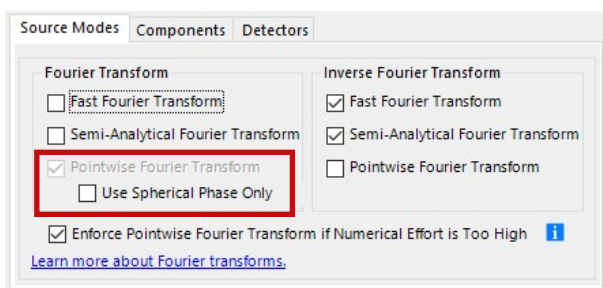 Source Modes Components Detectors
Fourier Transform Inverse Fourier Transform
Fast Fourier Transform Fast Fourier Transform
Semi-Analytical Fourier Transform Semi-Analytical Fourier Transform
Pointwise Fourier Transform Pointwise Fourier Transform
Use Spherical Phase Only
Enforce Pointwise Fourier Transform if Numerical Effort is Too High i
Learn more about Fourier transforms.